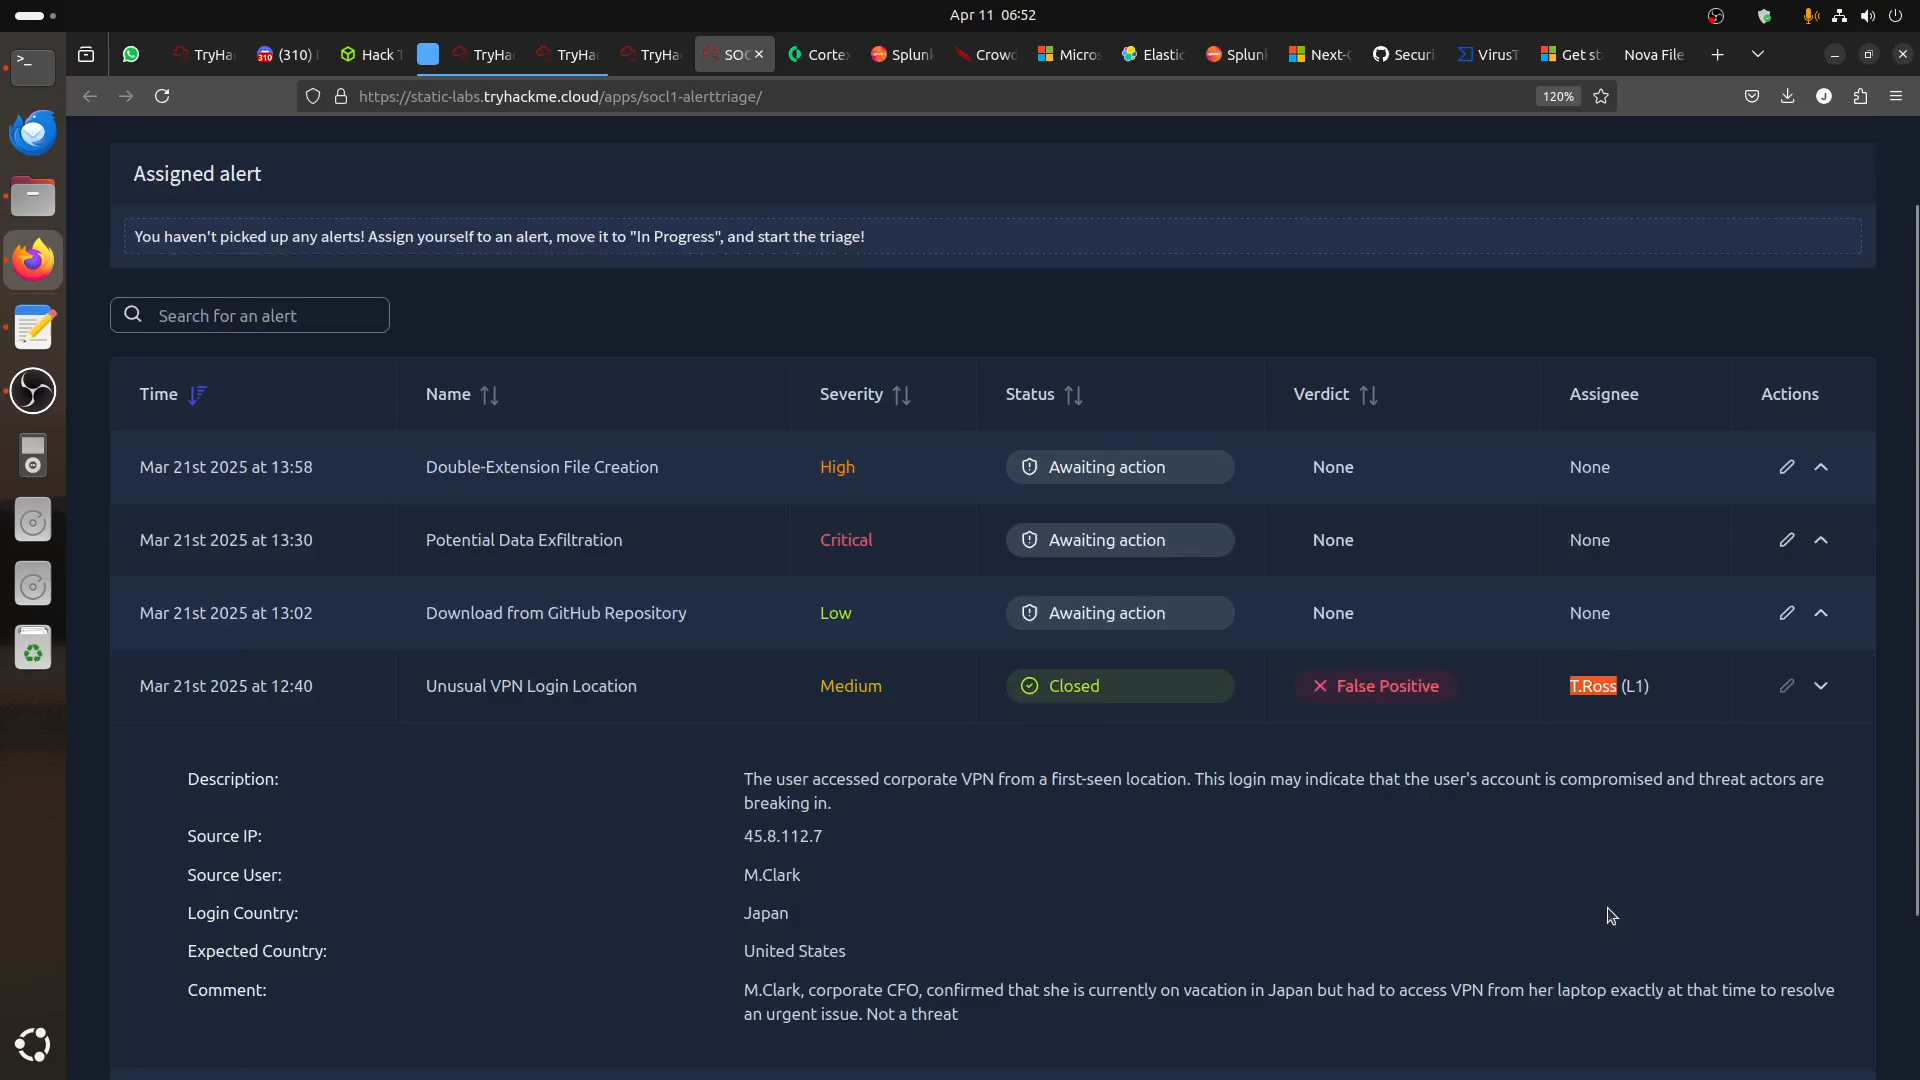 Apr 11 06:52
TryHa
310
(310)
Hack T
TryHa
TryHa
TryHa
SOC
Cortex
Splun
Crowd
Micros
Elastic
Splun
Next-G
Securi
VirusT
Get st
Nova File
https://static-labs.tryhackme.cloud/apps/socl1-alerttriage/
120%
J
Assigned alert
You haven't picked up any alerts! Assign yourself to an alert, move it to "In Progress", and start the triage!
Search for an alert
Time Name Severity Status Verdict Assignee Actions
Mar 21st 2025 at 13:58 Double-Extension File Creation High Awaiting action None None
Mar 21st 2025 at 13:30 Potential Data Exfiltration Critical Awaiting action None None
Mar 21st 2025 at 13:02 Download from GitHub Repository Low Awaiting action None None
Mar 21st 2025 at 12:40 Unusual VPN Login Location Medium Closed False Positive T.Ross (L1)
Description: The user accessed corporate VPN from a first-seen location. This login may indicate that the user's account is compromised and threat actors are
breaking in.
Source IP: 45.8.112.7
Source User: M.Clark
Login Country: Japan
Expected Country: United States
Comment: M.Clark, corporate CFO, confirmed that she is currently on vacation in Japan but had to access VPN from her laptop exactly at that time to resolve
an urgent issue. Not a threat